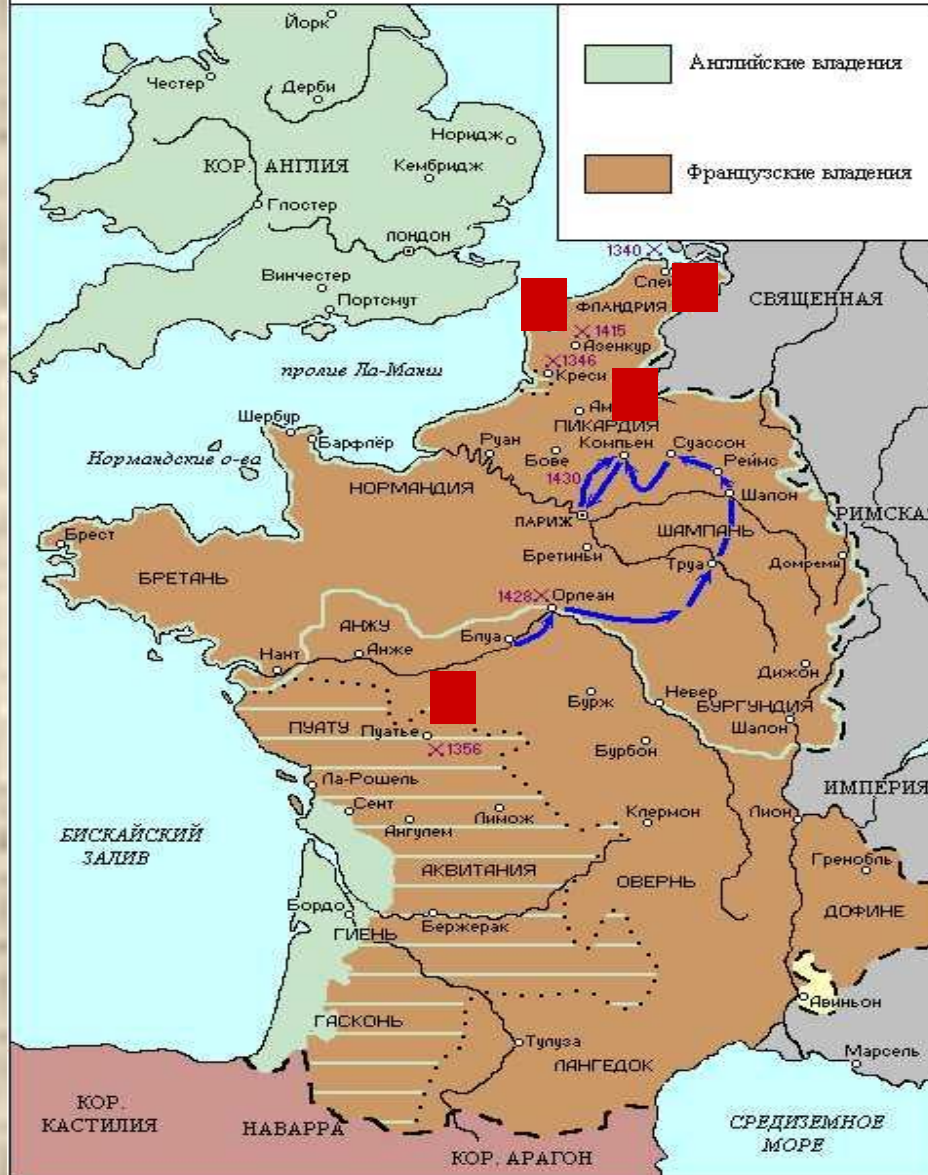 Йорк
Честер
Дерби
Норидж
КОР. АНГЛИЯ
Кембридж
Глостер
ЛОНДОН
Винчестер
Портсмут
Английские владения
Французские владения
1340
СВЯЩЕННАЯ
ФЛАНДРИЯ
1415
Азенкур
1346
Креси
пролив Ла-Манш
Шербур
Барфлёр
Нормандские о-ва
Руан
ПИКАРДИЯ
Бове
Компьен
Суассон
Реймс
1430
НОРМАНДИЯ
Шалон
ПАРИЖ
ШАМПАНЬ
РИМСКА
Брест
Бретиньи
Труа
Домреми
БРЕТАНЬ
1428
Орлеан
АНЖУ
Блуа
Анже
Нант
Дижон
Бурж
Невер
БУРГУНДИЯ
ПУАТУ
Пуатье
Шалон
1356
Бурбон
Ла-Рошель
ИМПЕРИЯ
Сент
Лимож
Клермон
Лион
Ангулем
БИСКАЙСКИЙ
ЗАЛИВ
АКВИТАНИЯ
ОВЕРНЬ
Гренобль
Бордо
ГИЕНЬ
Бержерак
ДОФИНЕ
Авиньон
ГАСКОНЬ
Тулуза
ЛАНГЕДОК
Марсель
КОР.
КАСТИЛИЯ
НАВАРРА
КОР. АРАГОН
СРЕДИЗЕМНОЕ
МОРЕ